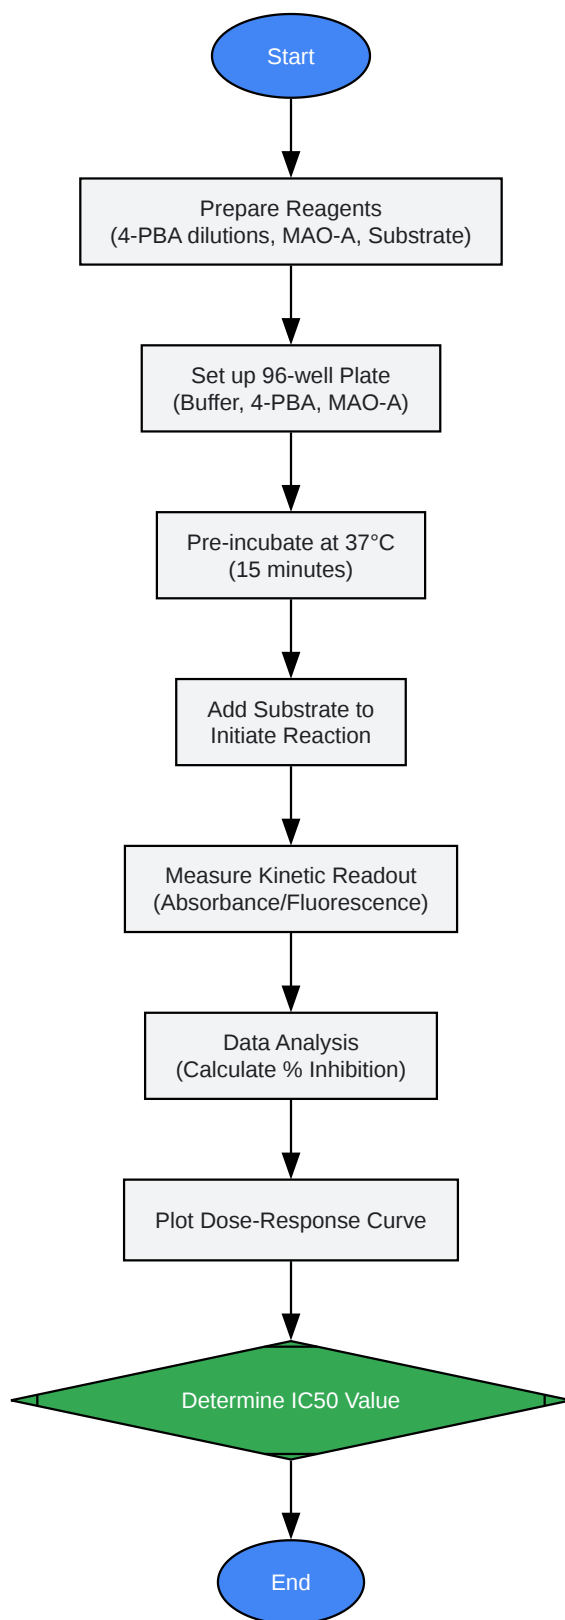 Start
Prepare Reagents
(4-PBA dilutions, MAO-A, Substrate)
Set up 96-well Plate
(Buffer, 4-PBA, MAO-A)
Pre-incubate at 37°C
(15 minutes)
Add Substrate to
Initiate Reaction
Measure Kinetic Readout
(Absorbance/Fluorescence)
Data Analysis
(Calculate % Inhibition)
Plot Dose-Response Curve
Determine IC50 Value
End